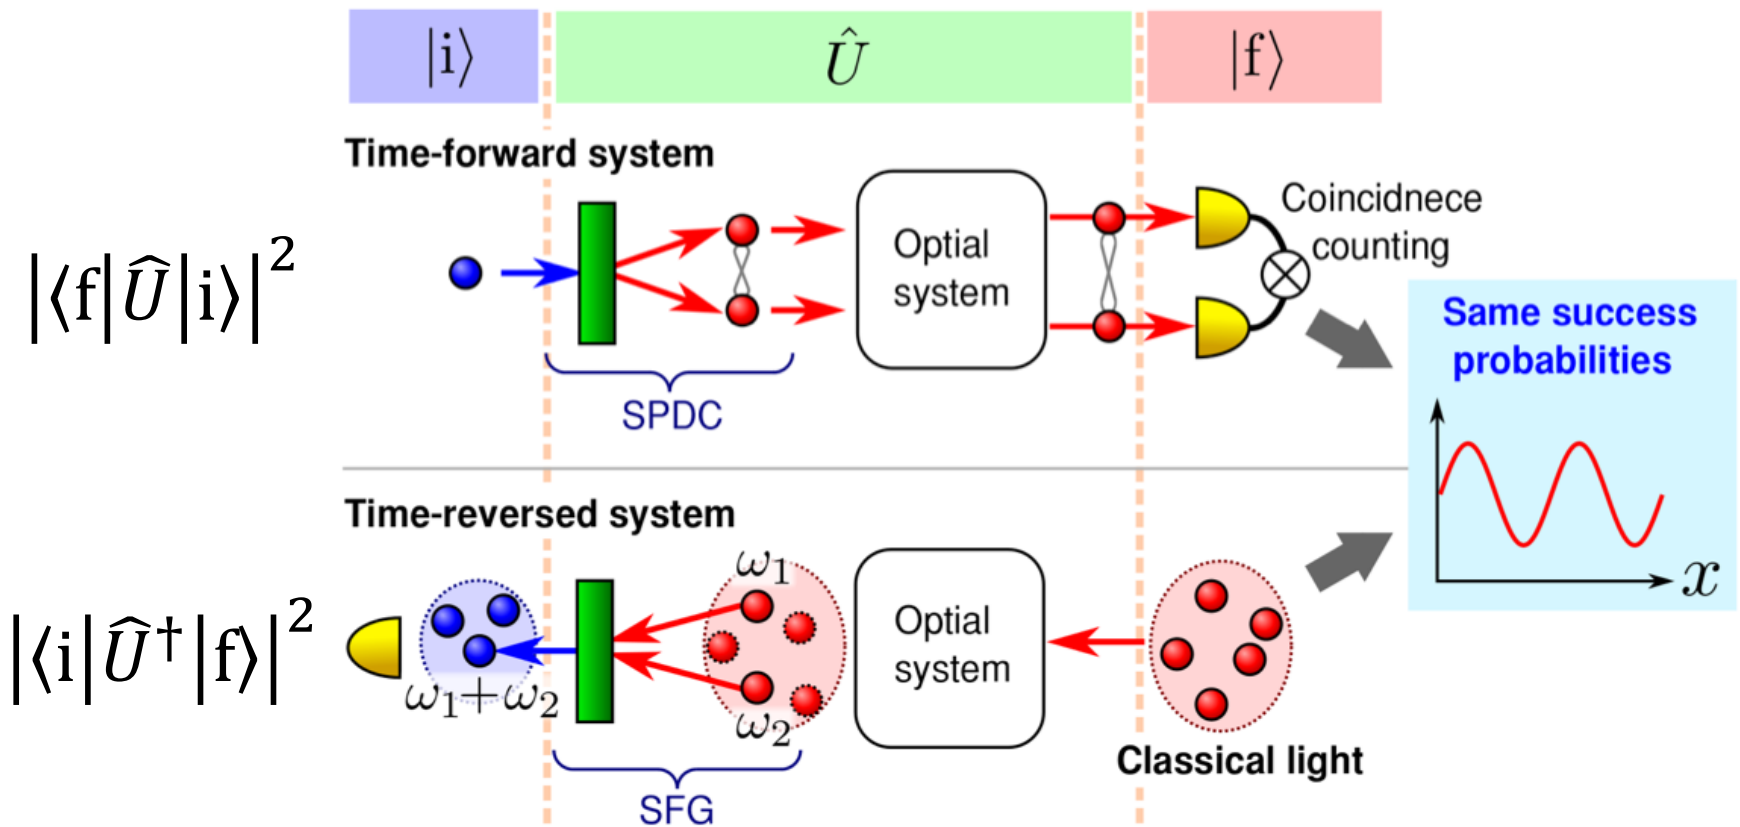 |i⟩
Û
|f⟩
Time-forward system
|⟨f|Û|i⟩|²
Optial
system
Coincidnece
counting
SPDC
Same success
probabilities
x
Time-reversed system
|⟨i|Û†|f⟩|²
ω₁
ω₂
ω₁+ω₂
Optial
system
Classical light
SFG